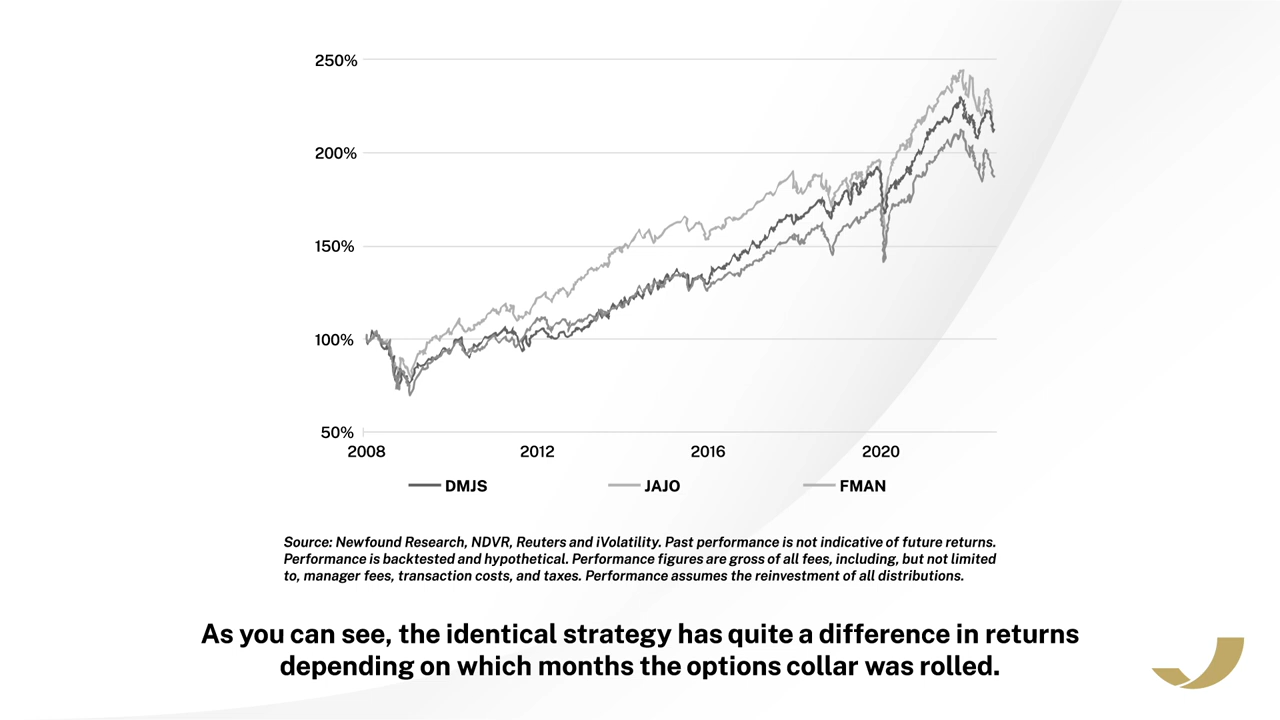 250%
200%
150%
100%
50%
2008 2012 2016 2020
DMJS JAJO FMAN
Source: Newfound Research, NDVR, Reuters and iVolatility. Past performance is not indicative of future returns.
Performance is backtested and hypothetical. Performance figures are gross of all fees, including, but not limited
to, manager fees, transaction costs, and taxes. Performance assumes the reinvestment of all distributions.
As you can see, the identical strategy has quite a difference in returns
depending on which months the options collar was rolled.